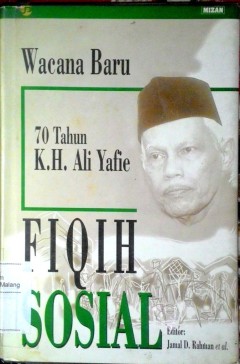 MIZAN
Wacana Baru
70 Tahun
K.H. Ali Yafie
FIQIH
SOSIAL
Editor:
Jamal D. Rahman et al.
Malang